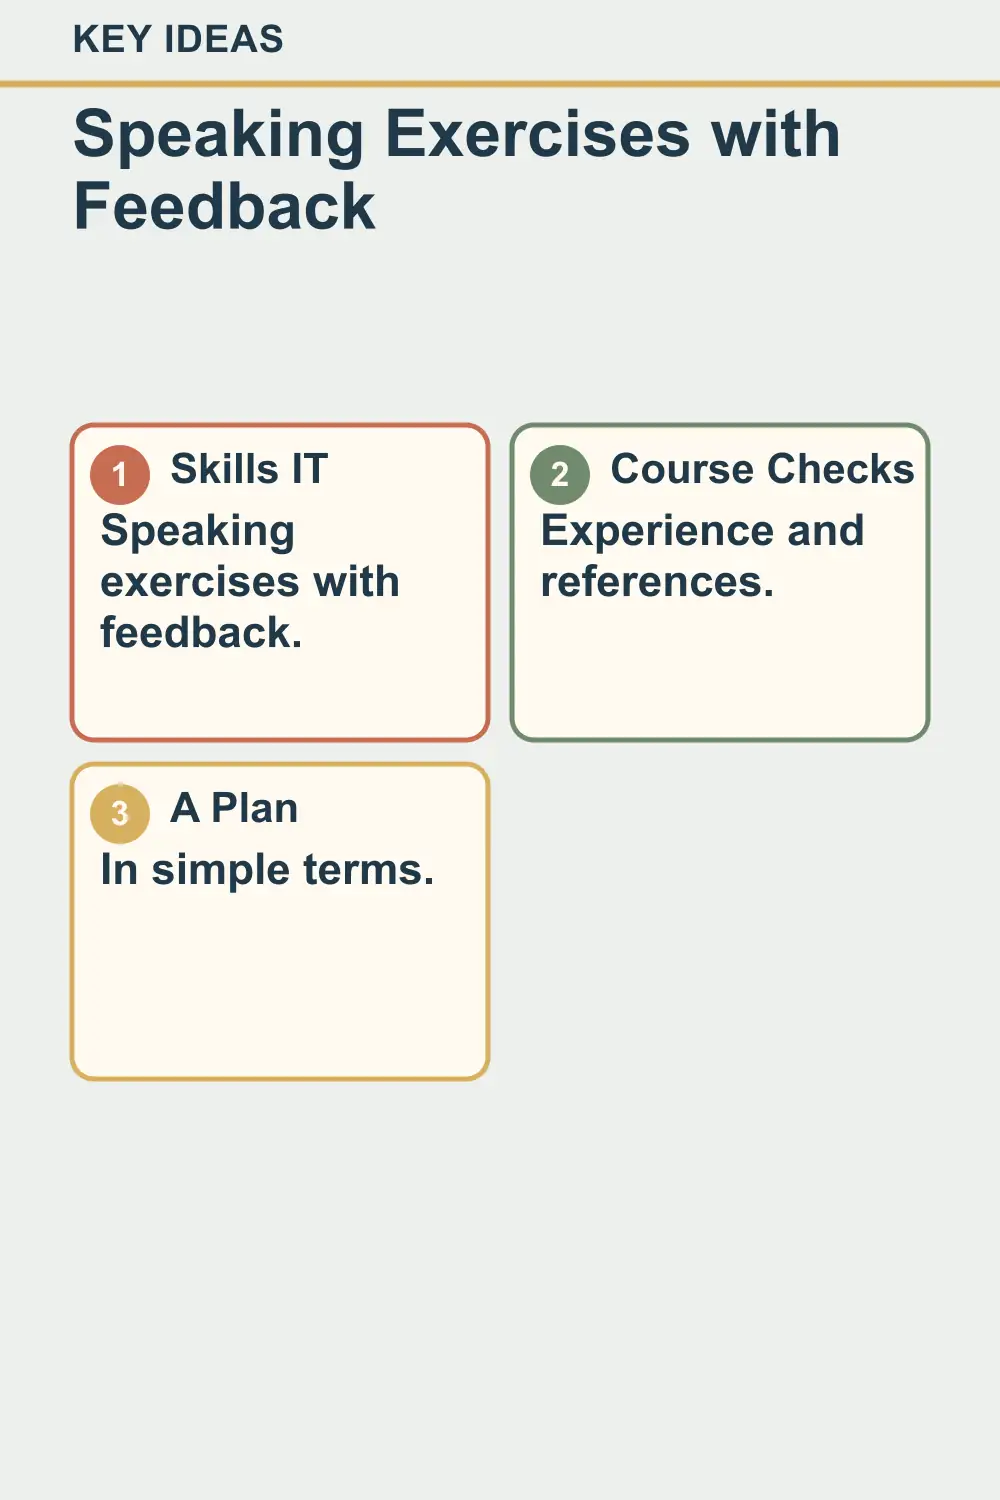 KEY IDEAS
Speaking Exercises with
Feedback
1 Skills IT
Speaking
exercises with
feedback.
2 Course Checks
Experience and
references.
3 A Plan
In simple terms.